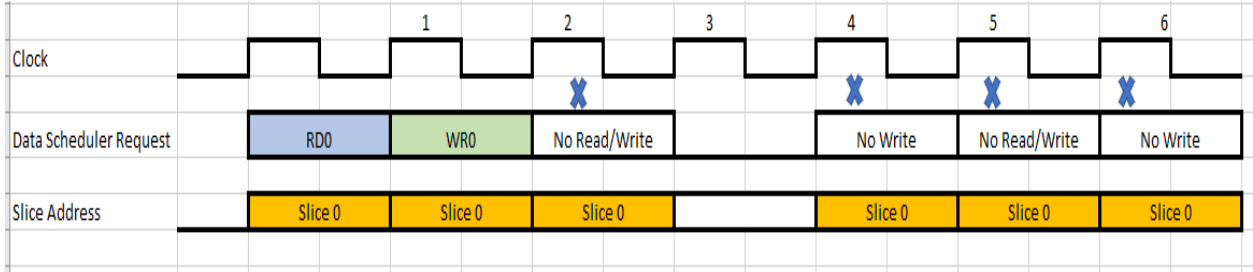 1 2 3 4 5 6
Clock
Data Scheduler Request RD0 WR0 No Read/Write No Write No Read/Write No Write
Slice Address Slice 0 Slice 0 Slice 0 Slice 0 Slice 0 Slice 0